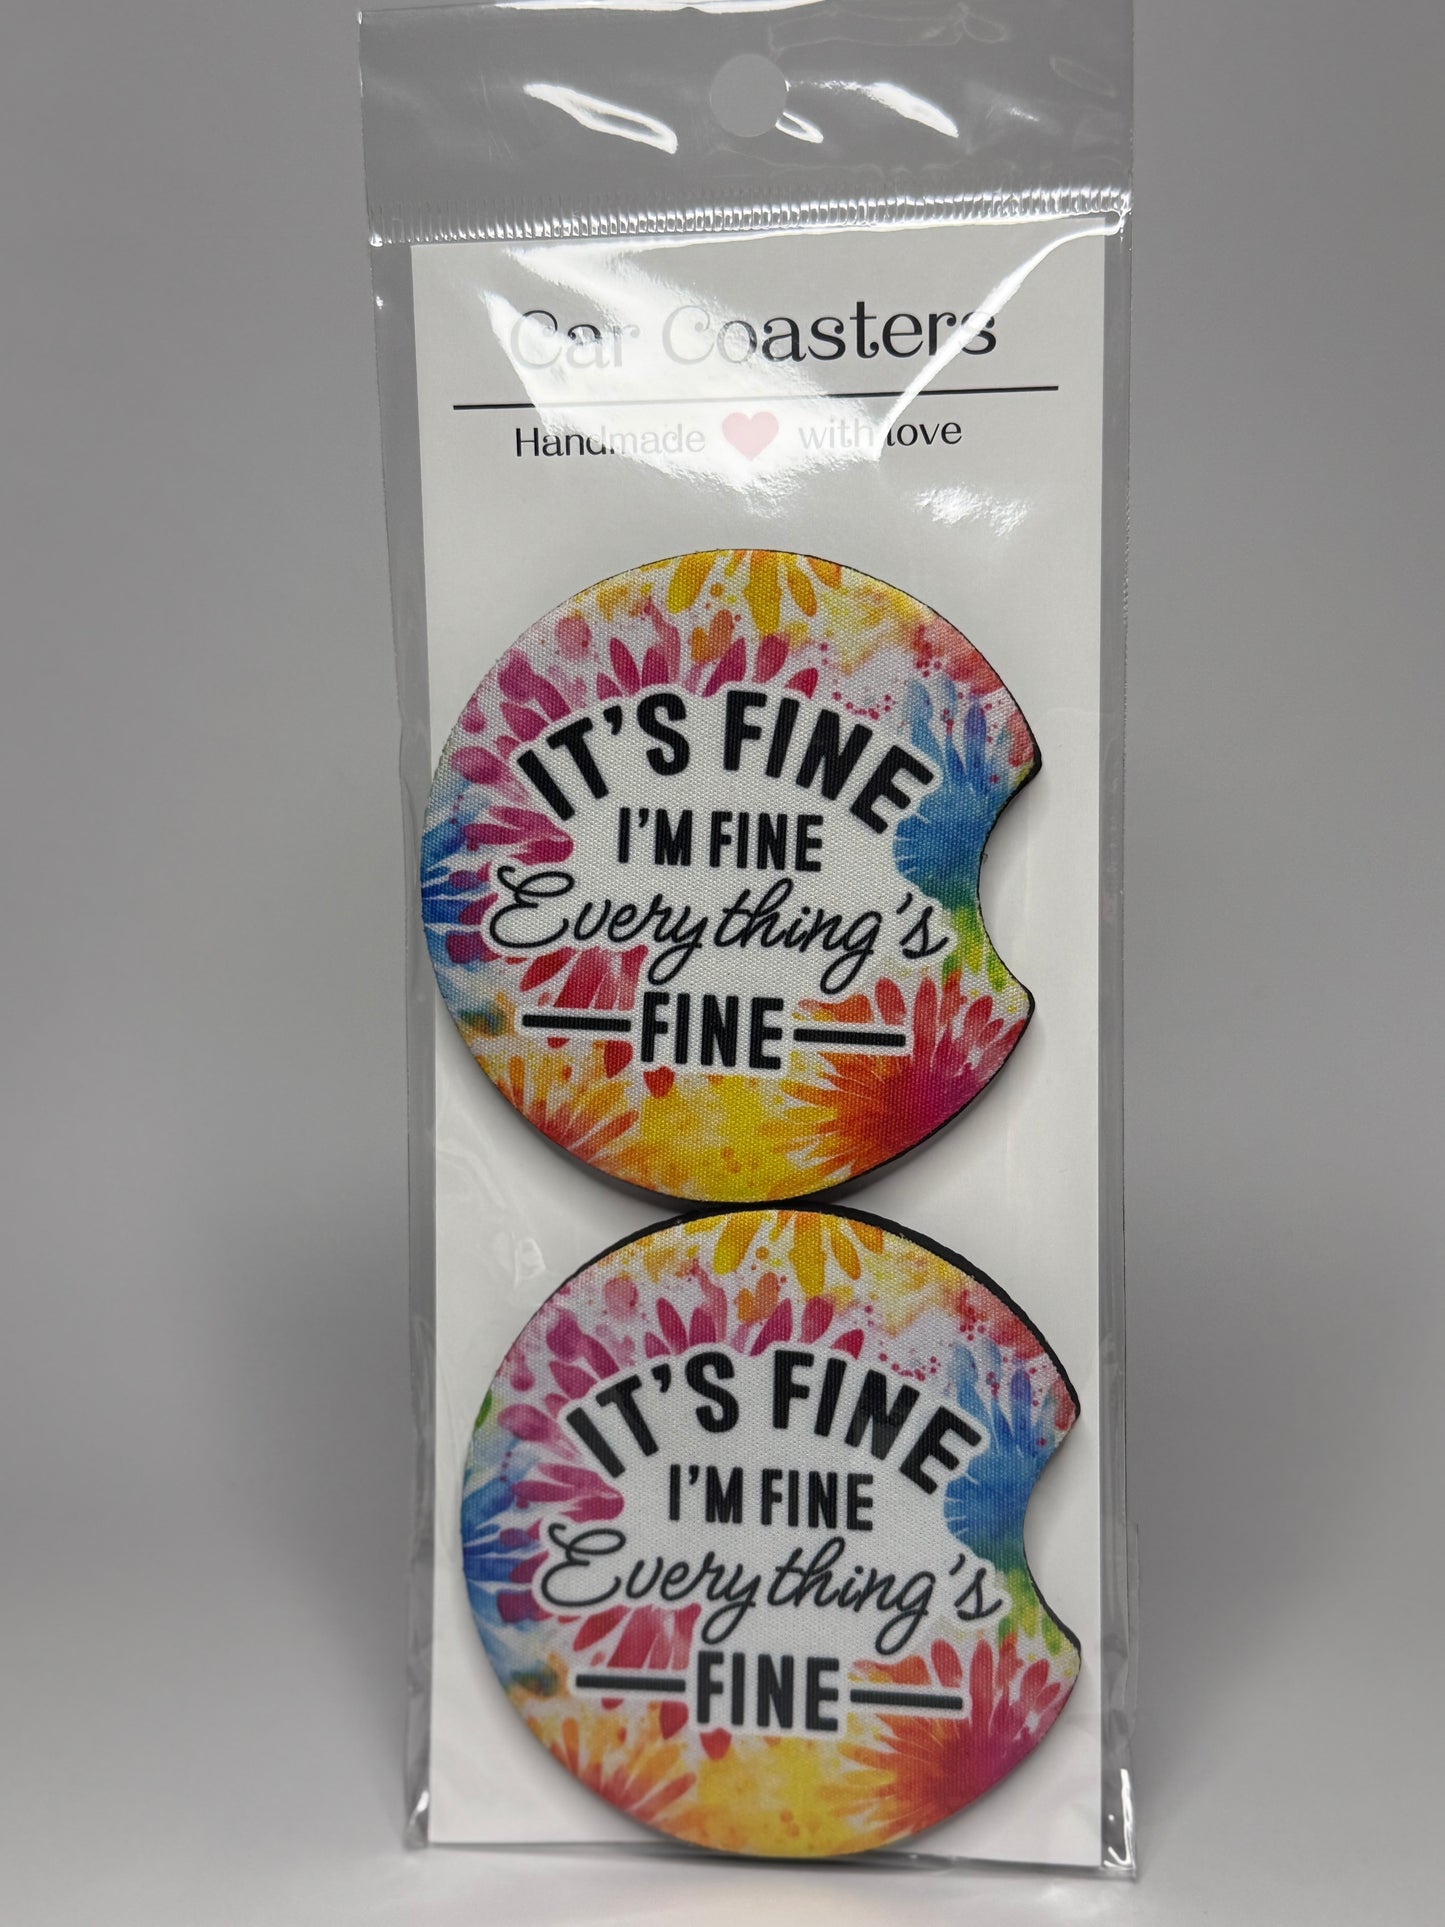 Car Coasters
Handmade with love
IT'S FINE
I'M FINE
Everything's
FINE
IT'S FINE
I'M FINE
Everything's
FINE